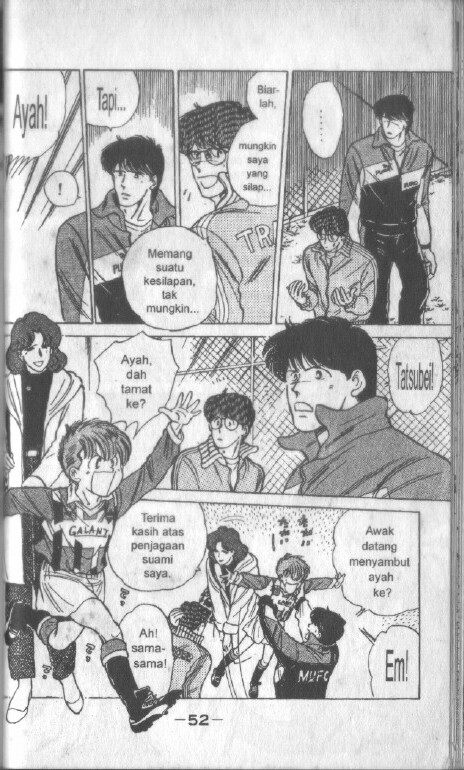 ......
Biar-
lah,
mungkin
saya
yang
silap...
TR
Memang
suatu
kesilapan,
tak
mungkin...
Tapi...
!
Ayah!
Tatsubei!
Ayah,
dah
tamat
ke?
GALANT
Awak
datang
menyambut
ayah
ke?
Em!
MUFC
Terima
kasih atas
penjagaan
suami
saya.
Ah!
sama-
sama!
—52—